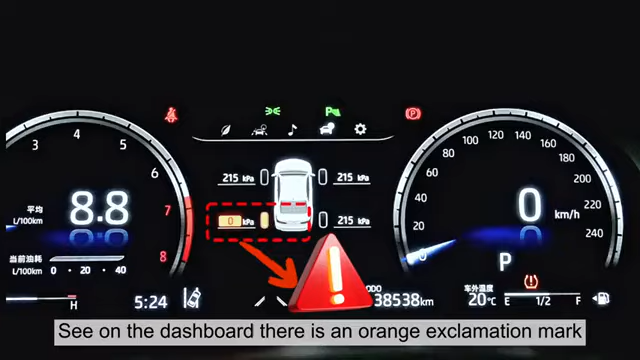 3 4 5 6 7 8
平均
L/100km
8.8
当前油耗
L/100km
0 20 40
H
5:24
215 kPa
215 kPa
0 kPa
215 kPa
ODO
38538km
20 40 60 80 100 120 140 160 180 200 220 240
0
km/h
P
车外温度
20℃
E 1/2 F
See on the dashboard there is an orange exclamation mark